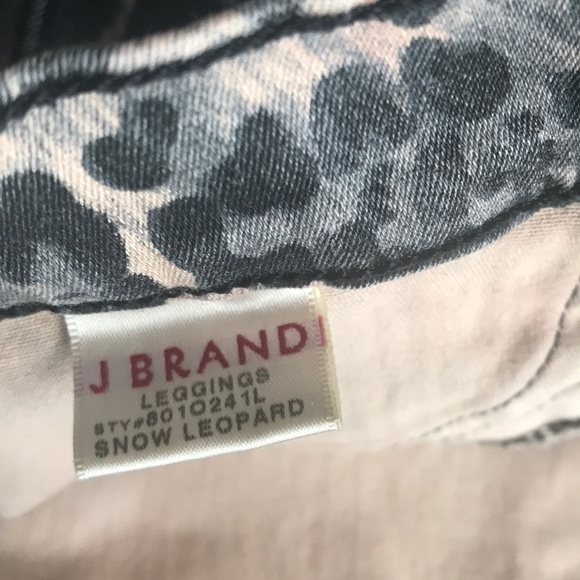 J BRAND
LEGGINGS
STY#8010241L
SNOW LEOPARD